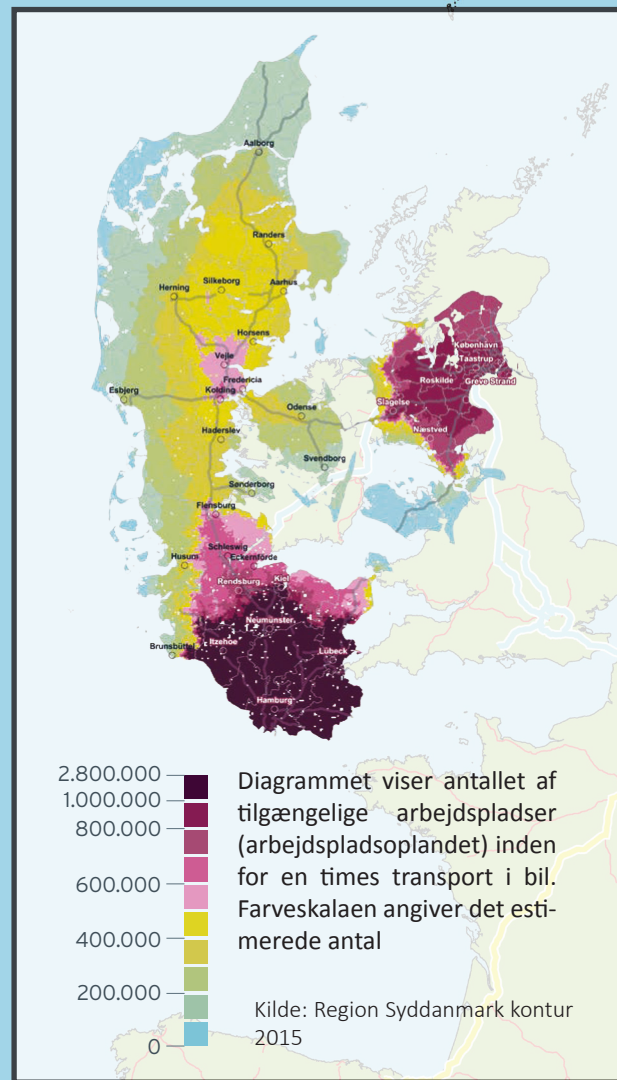 Aalborg
Randers
Silkeborg
Herning
Aarhus
Horsens
Vejle
Fredericia
Kolding
Esbjerg
Odense
Haderslev
Svendborg
Sønderborg
Flensburg
København
Taastrup
Roskilde
Greve Strand
Slagelse
Næstved
Schleswig
Eckernförde
Husum
Kiel
Rendsburg
Neumünster
Itzehoe
Brunsbüttel
Lübeck
Hamburg
2.800.000
1.000.000
800.000
600.000
400.000
200.000
0
Diagrammet viser antallet af
tilgængelige arbejdspladser
(arbejdspladsoplandet) inden
for en times transport i bil.
Farveskalaen angiver det esti-
merede antal
Kilde: Region Syddanmark kontur
2015